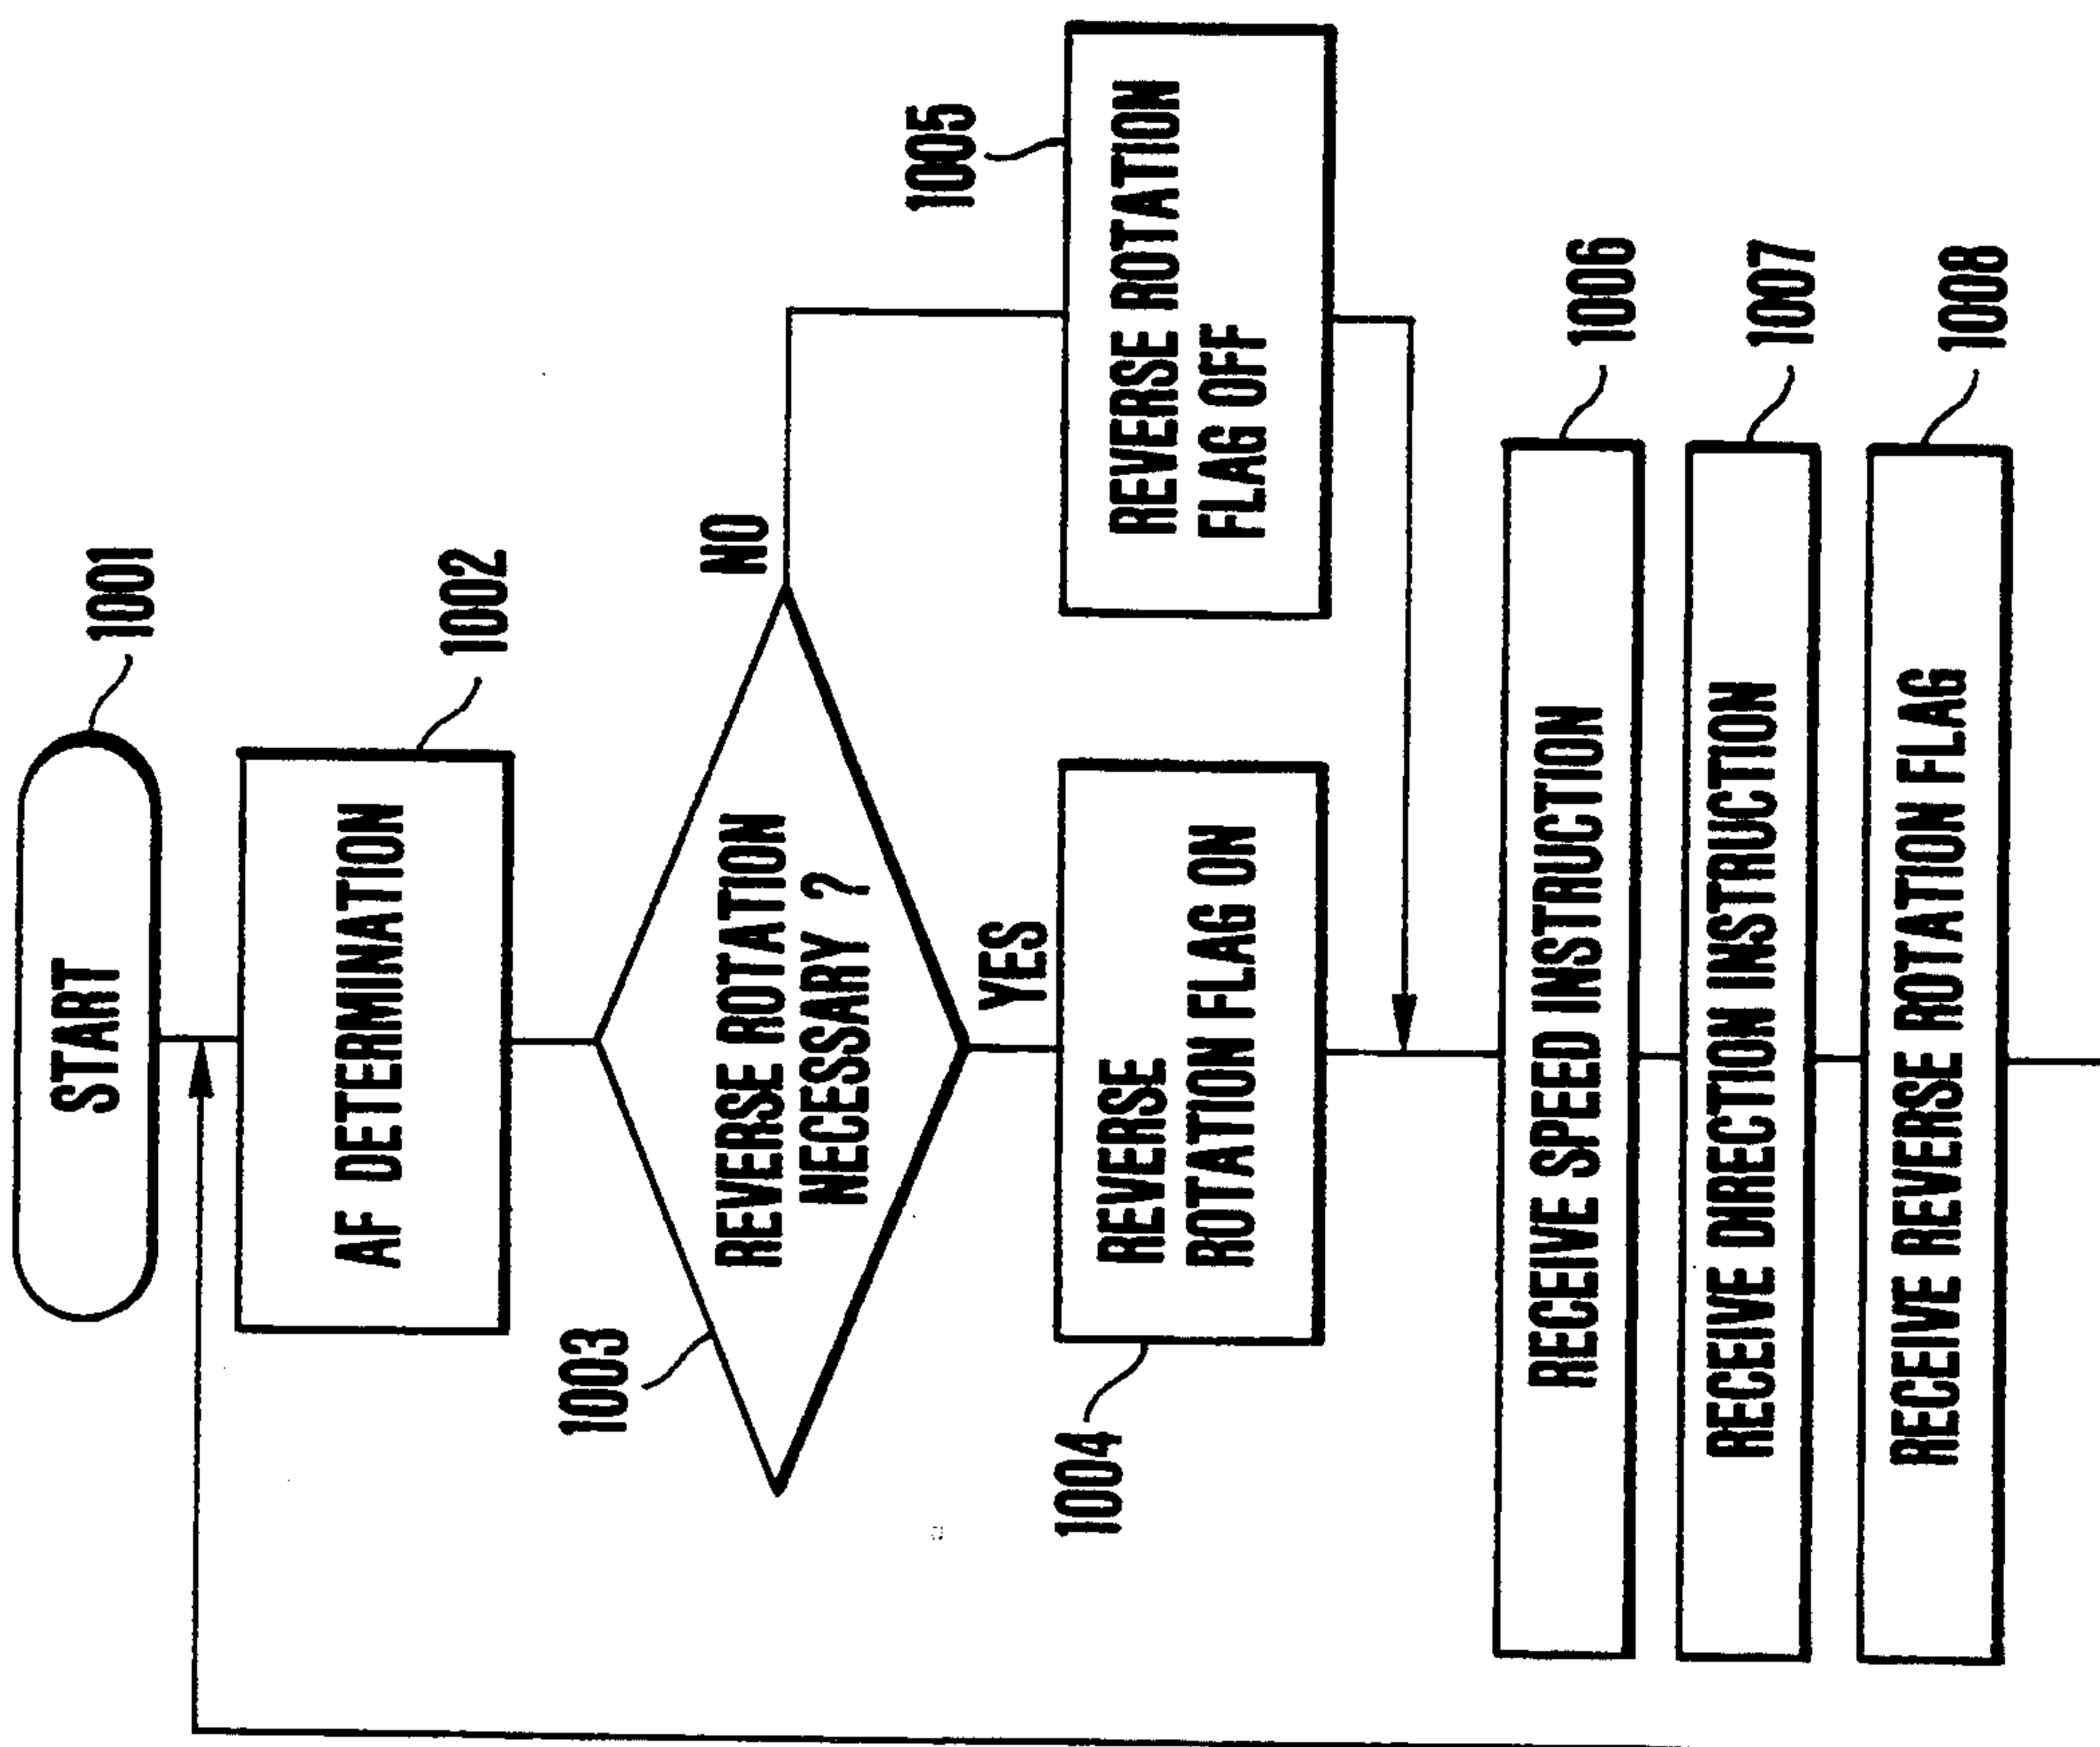 START
1001
AF DETERMINATION
1002
1003
REVERSE ROTATION
NECESSARY ?
NO
YES
1004
REVERSE
ROTATION FLAG ON
1005
REVERSE ROTATION
FLAG OFF
RECEIVE SPEED INSTRUCTION
1006
RECEIVE DIRECTION INSTRUCTION
1007
RECEIVE REVERSE ROTATION FLAG
1008